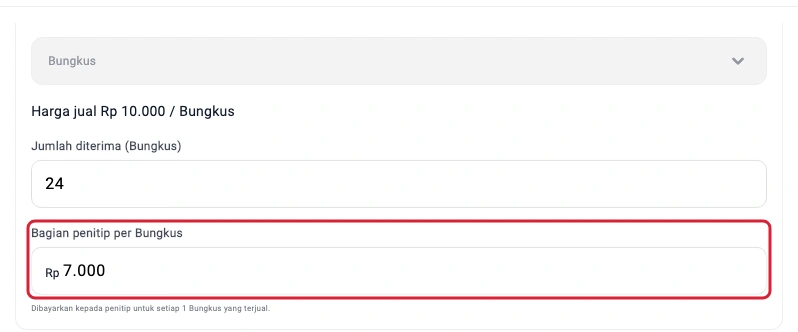 Bungkus
Harga jual Rp 10.000 / Bungkus
Jumlah diterima (Bungkus)
24
Bagian penitip per Bungkus
Rp 7.000
Dibayarkan kepada penitip untuk setiap 1 Bungkus yang terjual.